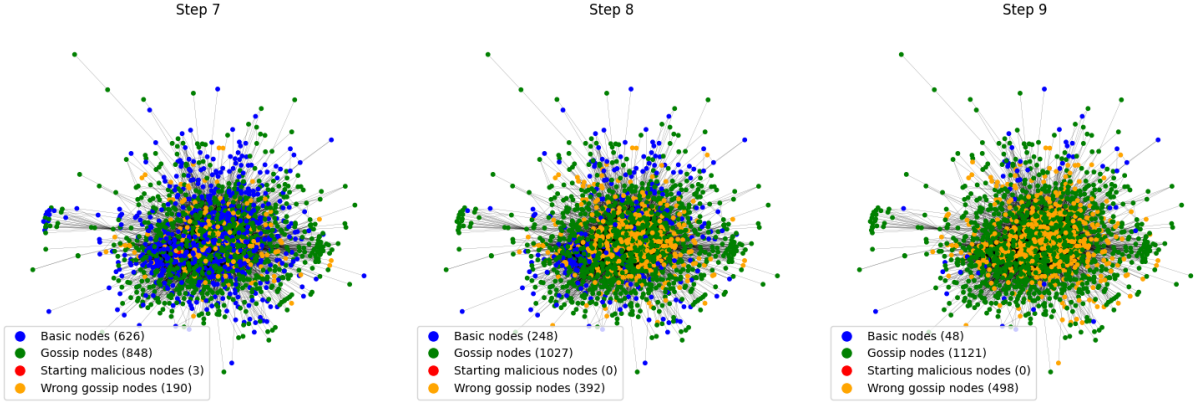 Step 7
Step 8
Step 9
Basic nodes (626)
Gossip nodes (848)
Starting malicious nodes (3)
Wrong gossip nodes (190)
Basic nodes (248)
Gossip nodes (1027)
Starting malicious nodes (0)
Wrong gossip nodes (392)
Basic nodes (48)
Gossip nodes (1121)
Starting malicious nodes (0)
Wrong gossip nodes (498)